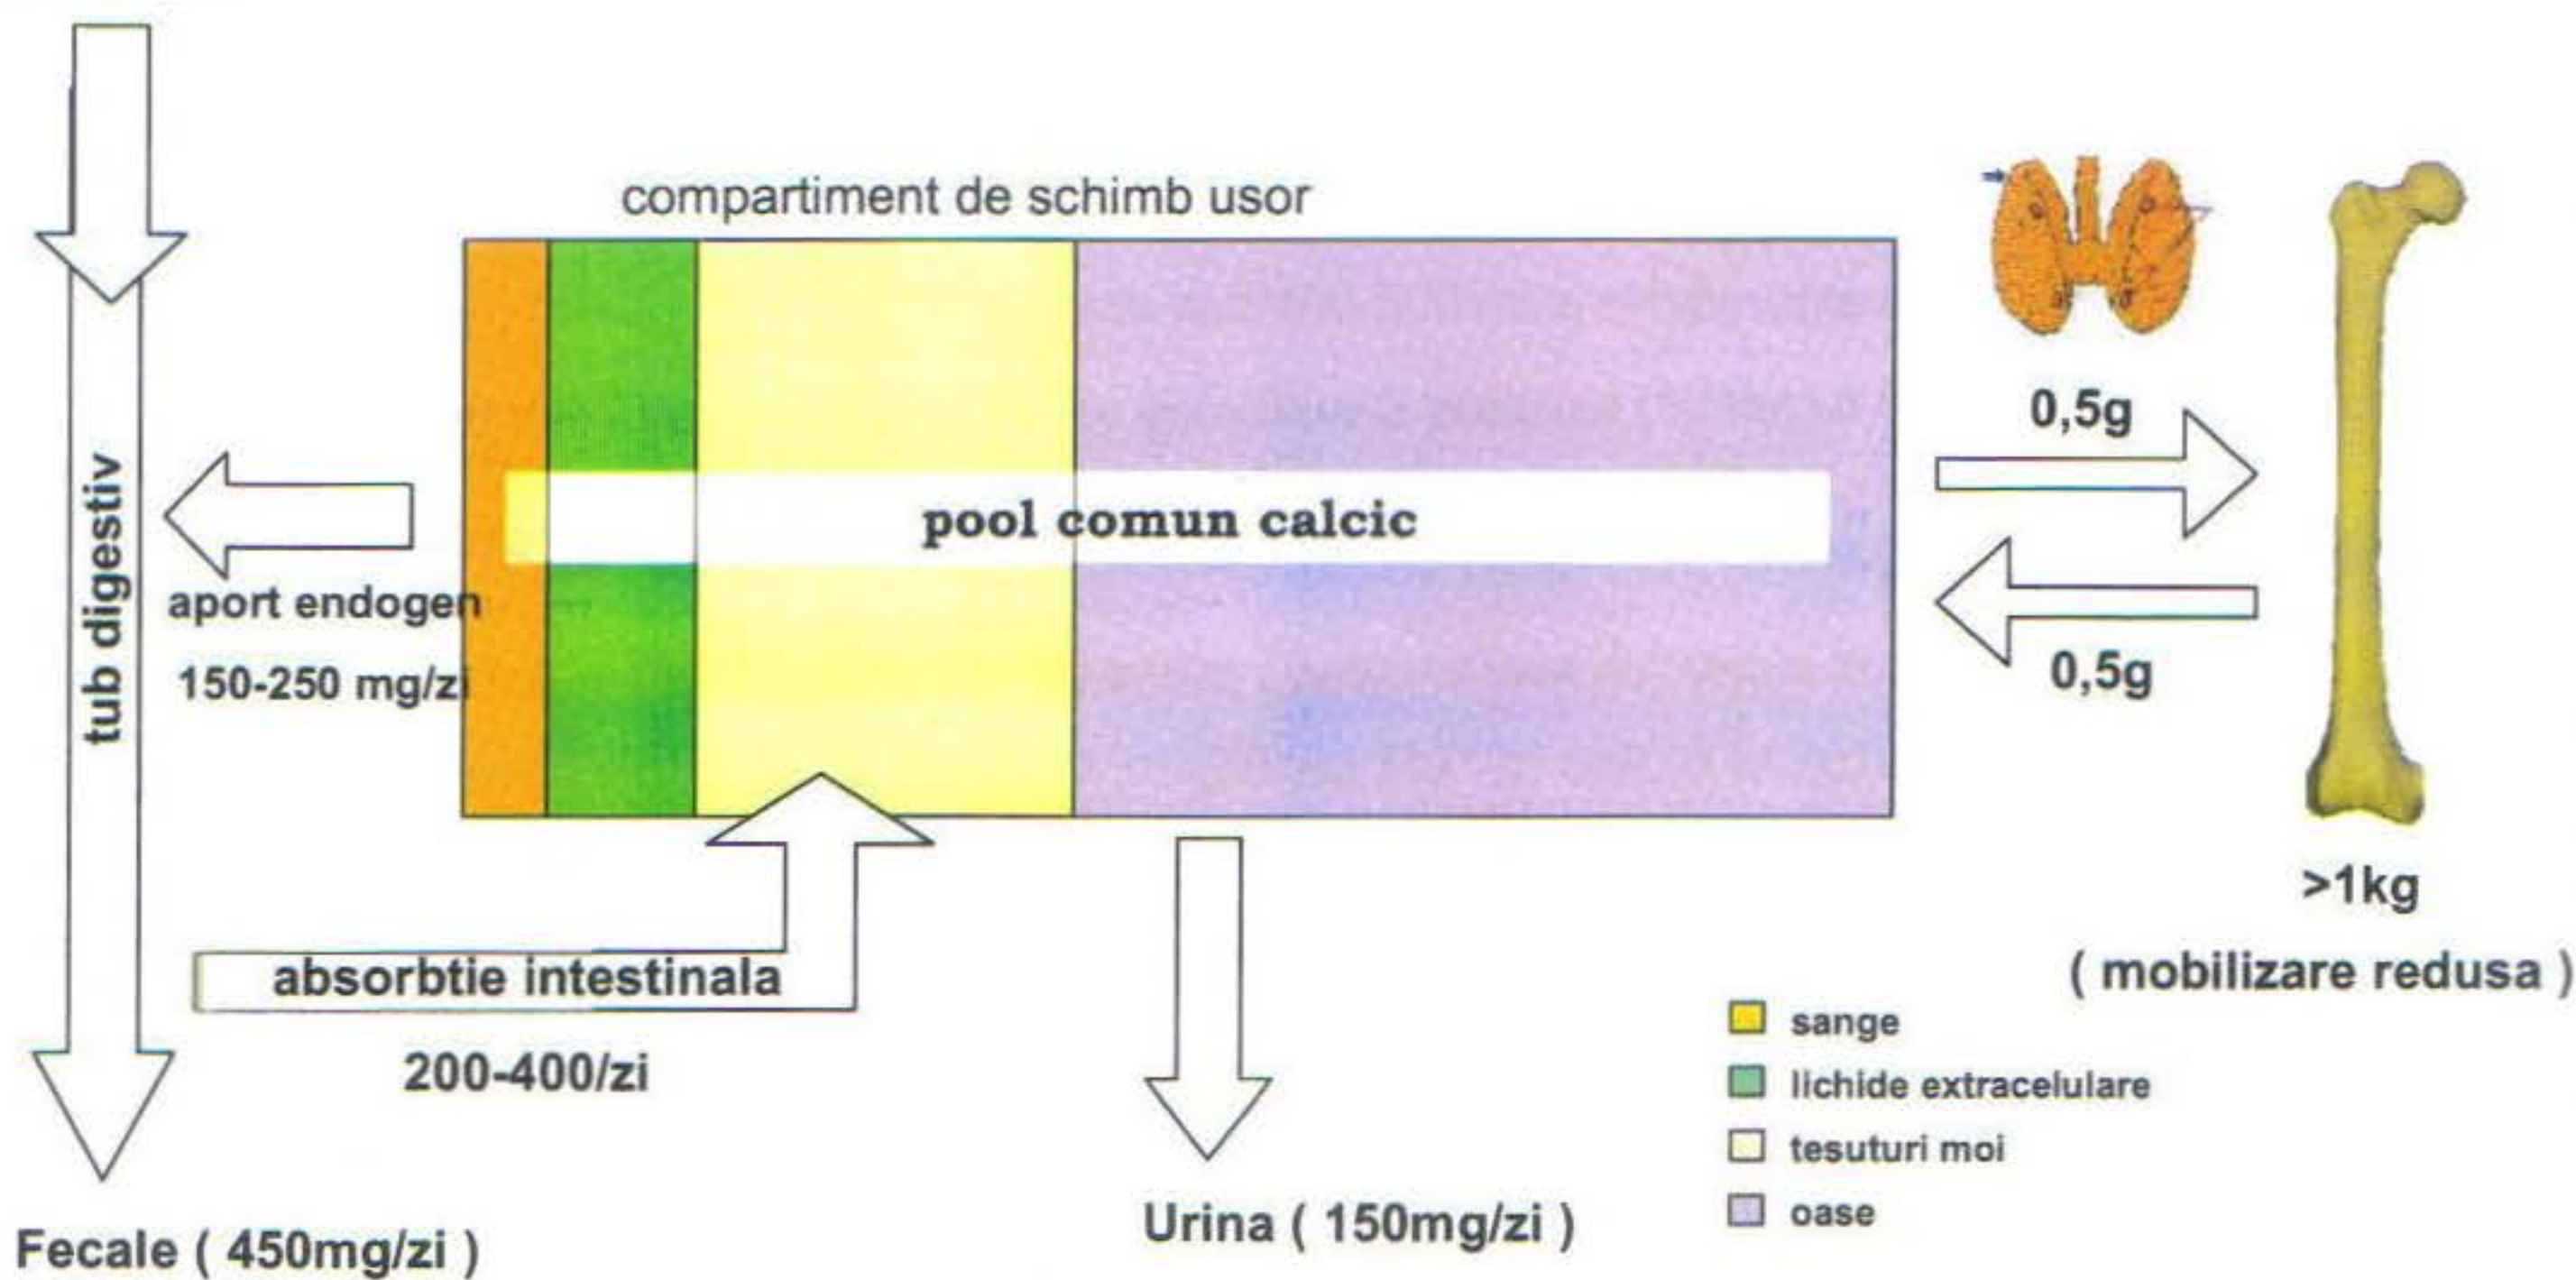 compartiment de schimb usor
tub digestiv
pool comun calcic
aport endogen
150-250 mg/zi
0,5g
0,5g
>1kg
( mobilizare redusa )
absorbtie intestinala
200-400/zi
sange
lichide extracelulare
tesuturi moi
oase
Urina ( 150mg/zi )
Fecale ( 450mg/zi )